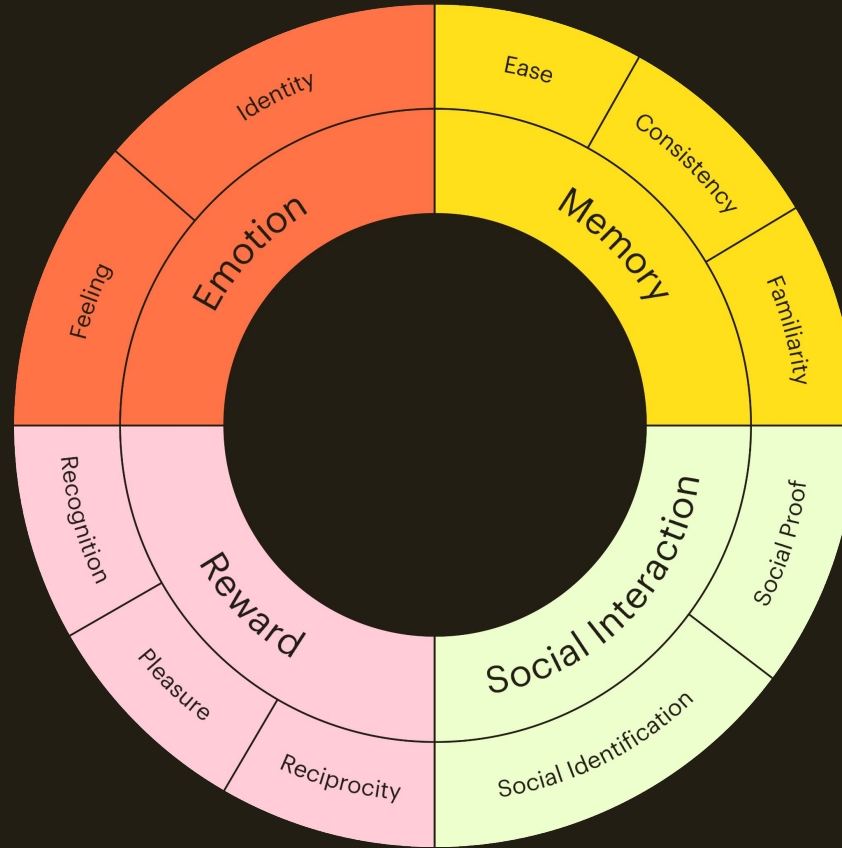 Emotion
Identity
Feeling
Memory
Ease
Consistency
Familiarity
Social Interaction
Social Proof
Social Identification
Reward
Reciprocity
Pleasure
Recognition